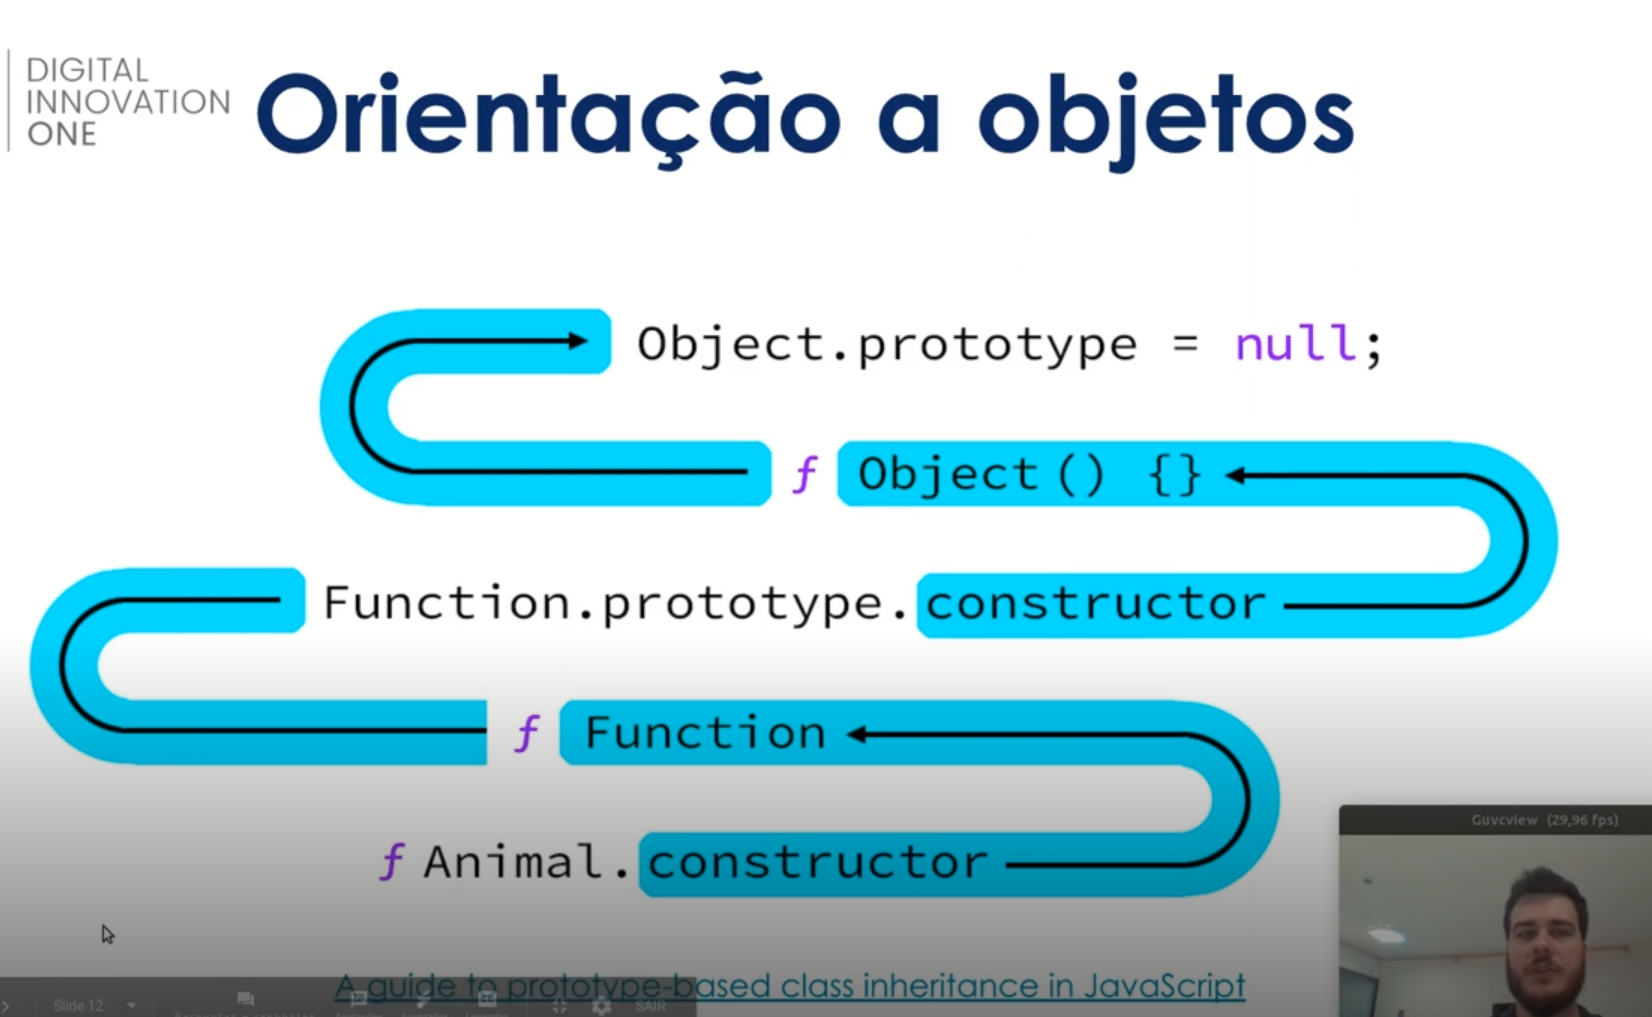 DIGITAL
INNOVATION
ONE
Orientação a objetos
Object.prototype = null;
f Object () {}
Function.prototype.constructor
f Function
f Animal.constructor
Guvcview (29,96 fps)
A guide to prototype-based class inheritance in JavaScript
Slide 12
SAIR